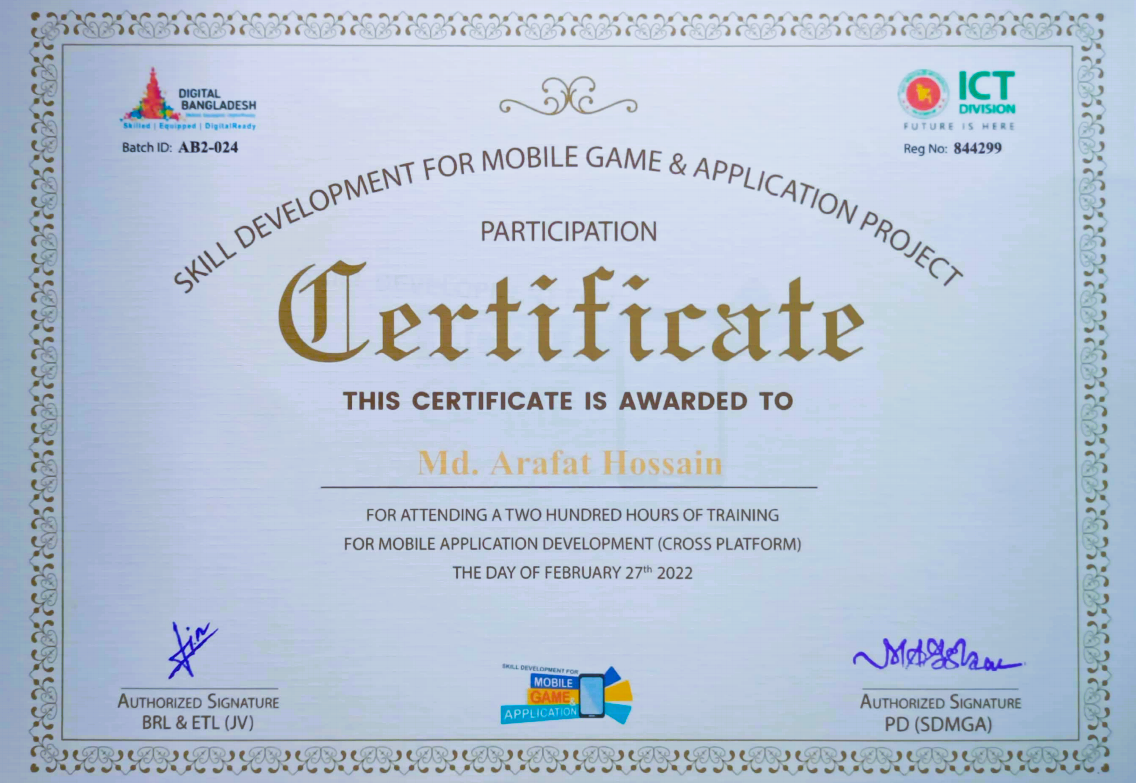 DIGITAL
BANGLADESH
Skilled | Equipped | DigitalReady
Batch ID: AB2-024
ICT
DIVISION
FUTURE IS HERE
Reg No: 844299
SKILL DEVELOPMENT FOR MOBILE GAME & APPLICATION PROJECT
PARTICIPATION
Certificate
THIS CERTIFICATE IS AWARDED TO
Md. Arafat Hossain
FOR ATTENDING A TWO HUNDRED HOURS OF TRAINING
FOR MOBILE APPLICATION DEVELOPMENT (CROSS PLATFORM)
THE DAY OF FEBRUARY 27th 2022
AUTHORIZED SIGNATURE
BRL & ETL (JV)
SKILL DEVELOPMENT FOR
MOBILE
GAME &
APPLICATION
AUTHORIZED SIGNATURE
PD (SDMGA)